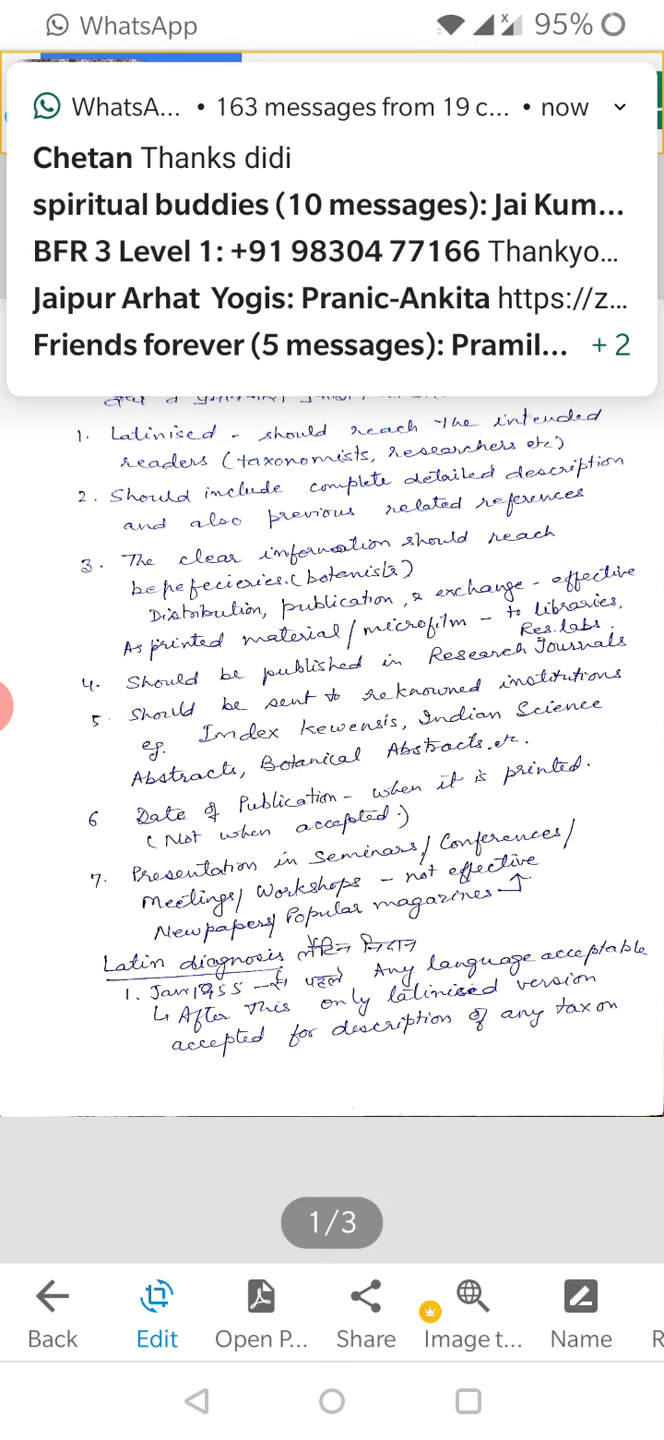 WhatsApp
95%
WhatsA... • 163 messages from 19 c... • now
Chetan Thanks didi
spiritual buddies (10 messages): Jai Kum...
BFR 3 Level 1: +91 98304 77166 Thankyo...
Jaipur Arhat Yogis: Pranic-Ankita https://z...
Friends forever (5 messages): Pramil... + 2
1. Latinised - should reach the intended
readers (taxonomists, researchers etc)
2. Should include complete detailed description
and also previous related references
3. The clear information should reach
bepefecieries. (botanists)
Distribution, publication, & exchange - effective
As printed material / microfilm - to libraries,
Res. labs.
4. Should be published in Research Journals
5. Should be sent to reknowned institutions
eg. Index kewensis, Indian Science
Abstracts, Botanical Abstracts. etc.
6 Date of Publication - when it is printed.
(Not when accepted.)
7. Presentation in Seminars / Conferences /
Meetings / Workshops - not effective
Newpapers / Popular magazines
Latin diagnosis लैटिन निदान
1. Jan 1955 - से पहले Any language acceptable
↳ After This only latinised version
accepted for description of any taxon
1/3
Back Edit Open P... Share Image t... Name R